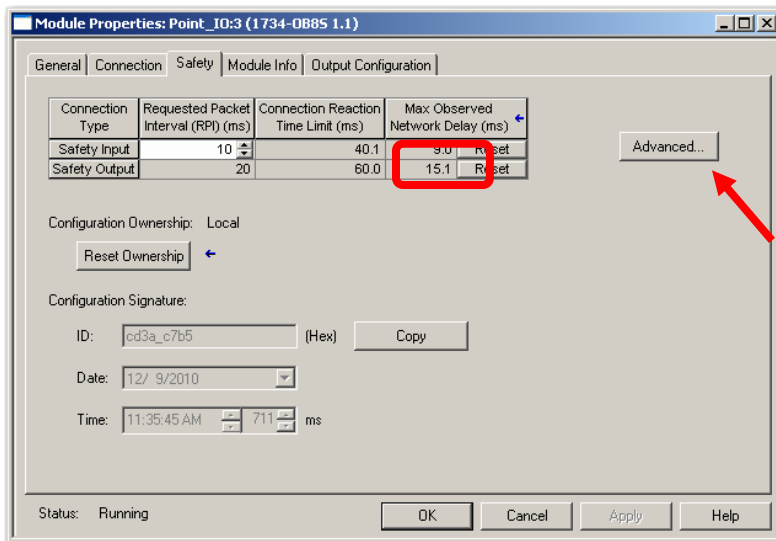 Module Properties: Point_IO:3 (1734-OB8S 1.1)
General Connection Safety Module Info Output Configuration
Connection Type Requested Packet Interval (RPI) (ms) Connection Reaction Time Limit (ms) Max Observed Network Delay (ms)
Safety Input 10 40.1 9.0 Reset
Safety Output 20 60.0 15.1 Reset
Advanced...
Configuration Ownership: Local
Reset Ownership
Configuration Signature:
ID: cd3a_c7b5 (Hex) Copy
Date: 12/ 9/2010
Time: 11:35:45 AM 711 ms
Status: Running OK Cancel Apply Help